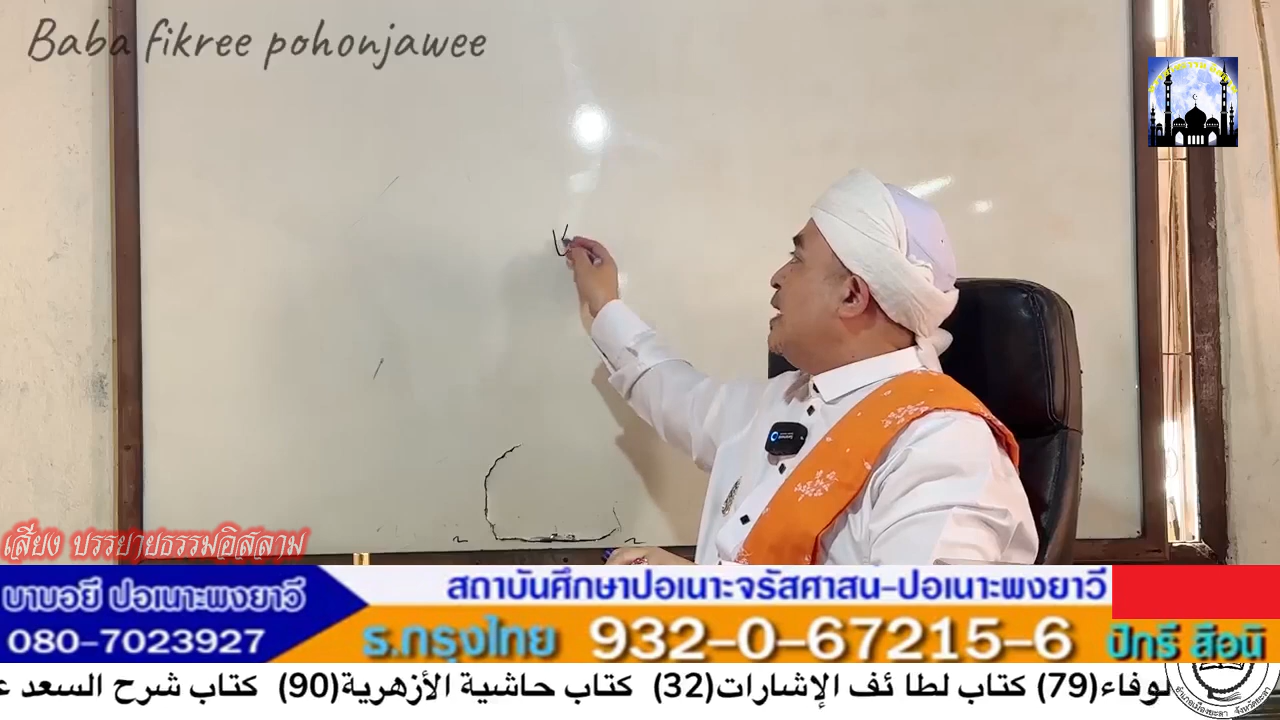 Baba fikree pohonjawee
เสียง บรรยายธรรมอิสลาม
บาบอยี ปอเนาะพงยาวี
080-7023927
สถาบันศึกษาปอเนาะจรัสศาสน-ปอเนาะพงยาวี
ธ.กรุงไทย 932-0-67215-6 ปิกรี สือนิ
لوفاء(79) كتاب لطا ئف الإشارات(32) كتاب حاشية الأزهرية(90) كتاب شرح السعد